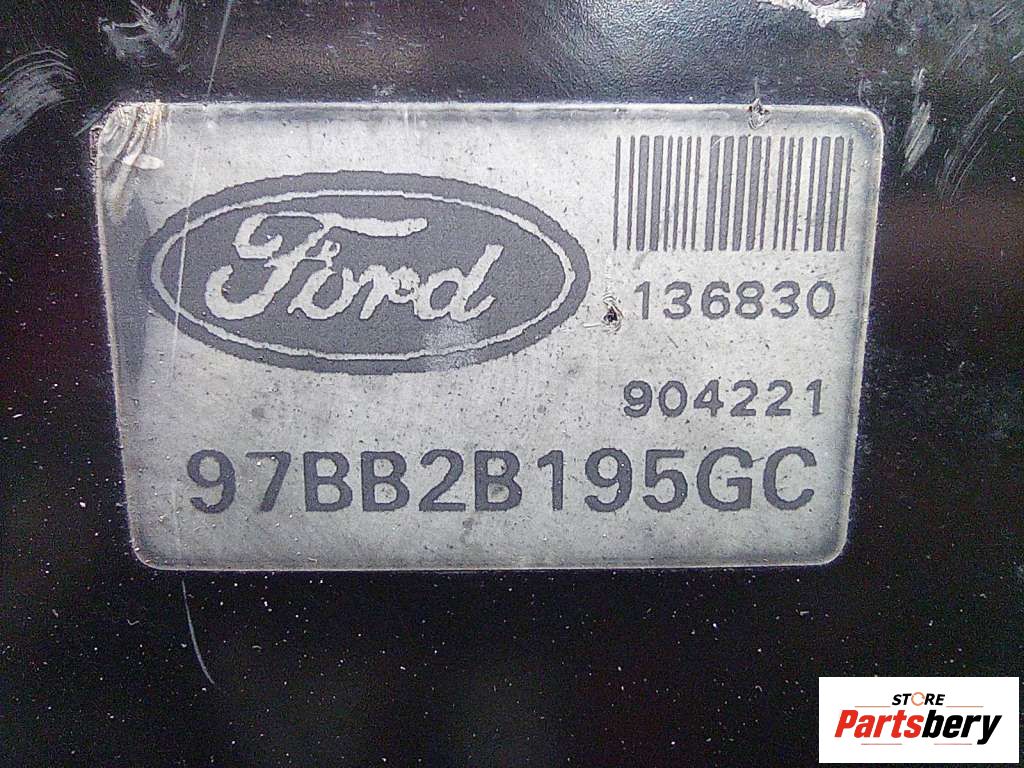 Ford
136830
904221
97BB2B195GC
STORE
Partsbery